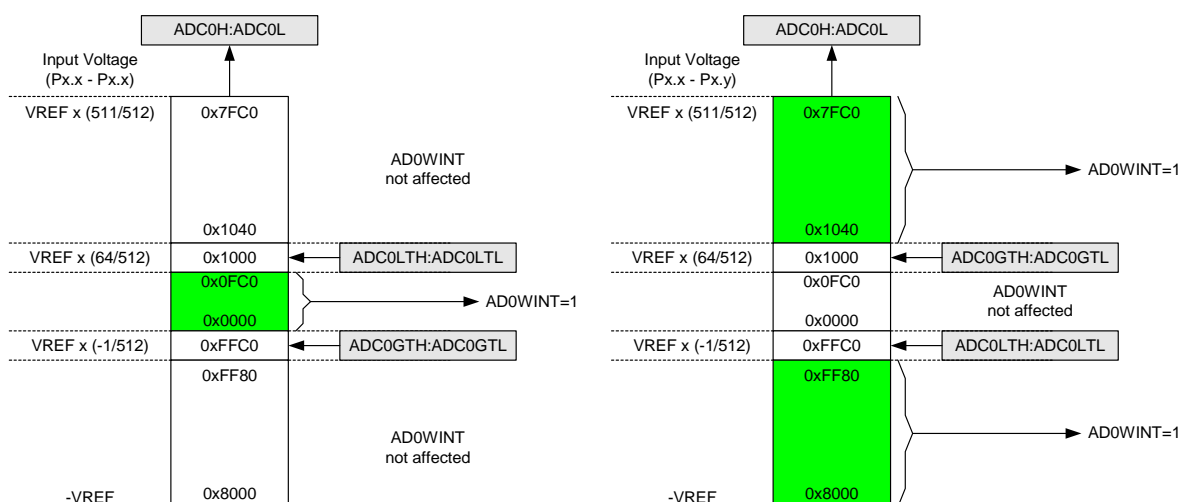 ADC0H:ADC0L
Input Voltage
(Px.x - Px.x)
VREF x (511/512)
0x7FC0
AD0WINT
not affected
0x1040
VREF x (64/512)
0x1000
ADC0LTH:ADC0LTL
0x0FC0
AD0WINT=1
0x0000
VREF x (-1/512)
0xFFC0
ADC0GTH:ADC0GTL
0xFF80
AD0WINT
not affected
-VREF
0x8000
ADC0H:ADC0L
Input Voltage
(Px.x - Px.y)
VREF x (511/512)
0x7FC0
AD0WINT=1
0x1040
VREF x (64/512)
0x1000
ADC0GTH:ADC0GTL
0x0FC0
AD0WINT
not affected
0x0000
VREF x (-1/512)
0xFFC0
ADC0LTH:ADC0LTL
0xFF80
AD0WINT=1
-VREF
0x8000